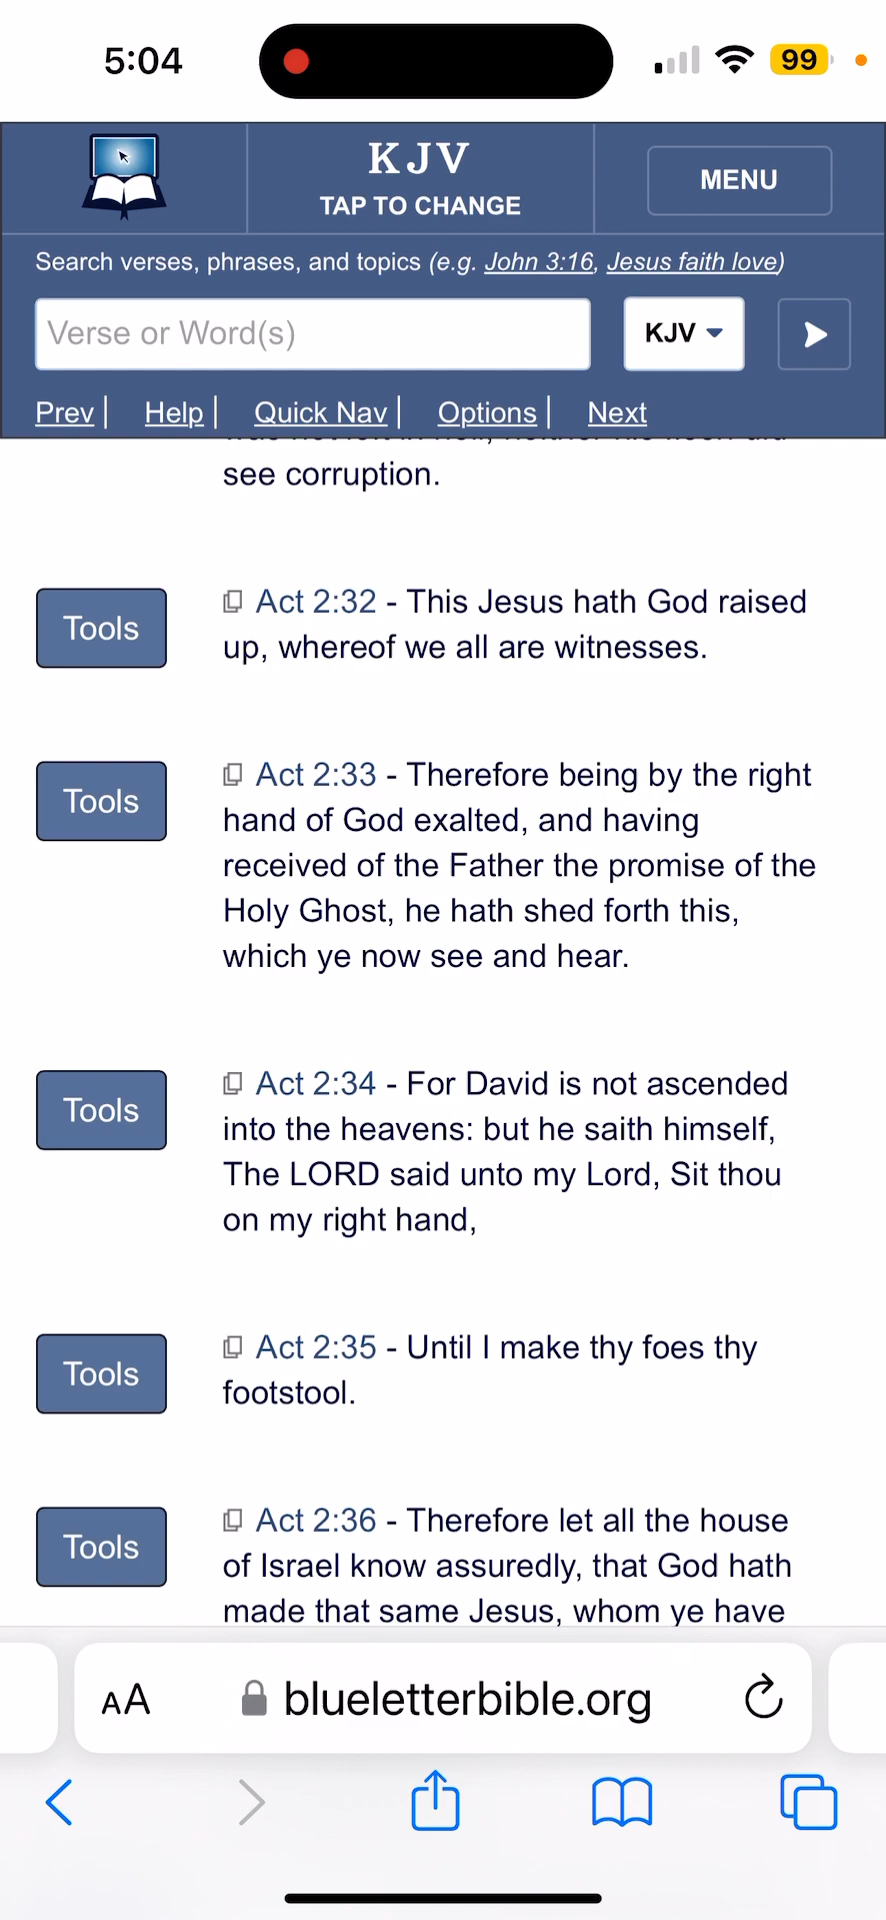 5:04
99
KJV
TAP TO CHANGE
MENU
Search verses, phrases, and topics (e.g. John 3:16, Jesus faith love)
Verse or Word(s)
KJV
Prev| Help| Quick Nav| Options| Next
see corruption.
Tools
Act 2:32 - This Jesus hath God raised
up, whereof we all are witnesses.
Tools
Act 2:33 - Therefore being by the right
hand of God exalted, and having
received of the Father the promise of the
Holy Ghost, he hath shed forth this,
which ye now see and hear.
Tools
Act 2:34 - For David is not ascended
into the heavens: but he saith himself,
The LORD said unto my Lord, Sit thou
on my right hand,
Tools
Act 2:35 - Until I make thy foes thy
footstool.
Tools
Act 2:36 - Therefore let all the house
of Israel know assuredly, that God hath
made that same Jesus, whom ye have
AA
blueletterbible.org